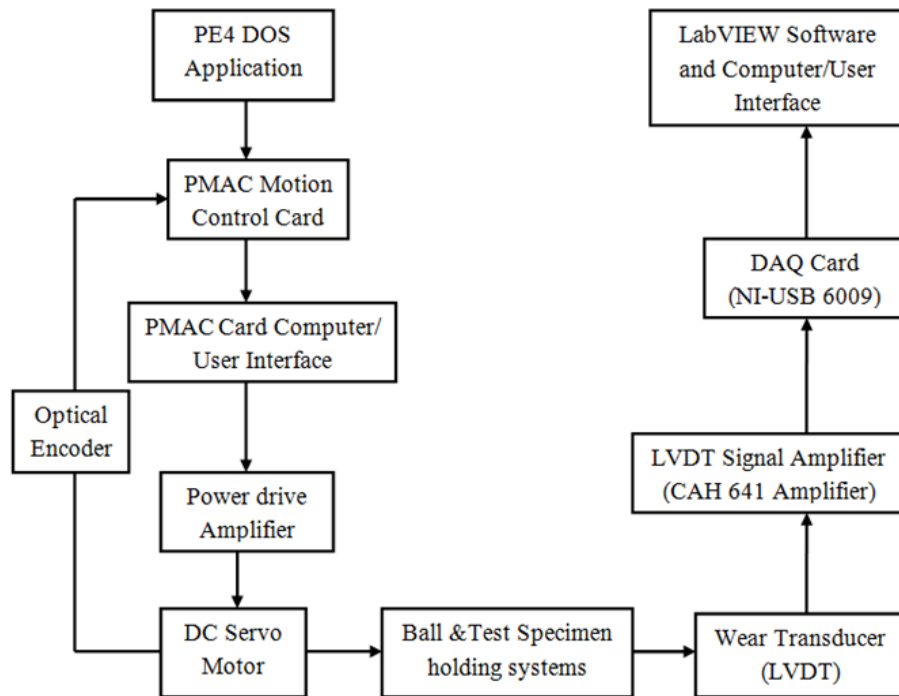 PE4 DOS
Application
PMAC Motion
Control Card
PMAC Card Computer/
User Interface
Optical
Encoder
Power drive
Amplifier
DC Servo
Motor
Ball &Test Specimen
holding systems
Wear Transducer
(LVDT)
LVDT Signal Amplifier
(CAH 641 Amplifier)
DAQ Card
(NI-USB 6009)
LabVIEW Software
and Computer/User
Interface